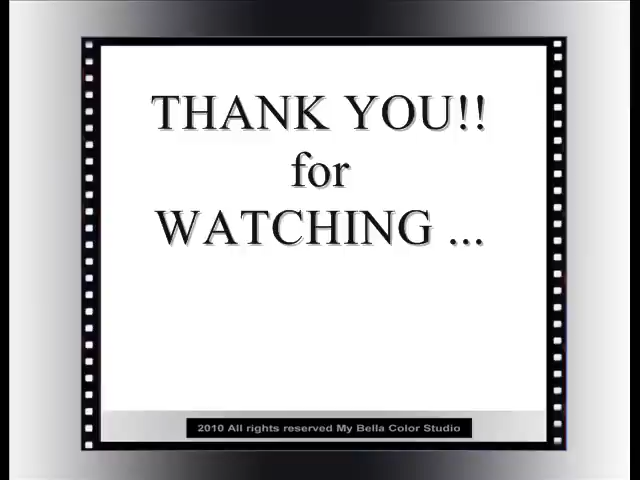 THANK YOU!!
for
WATCHING ...
2010 All rights reserved My Bella Color Studio